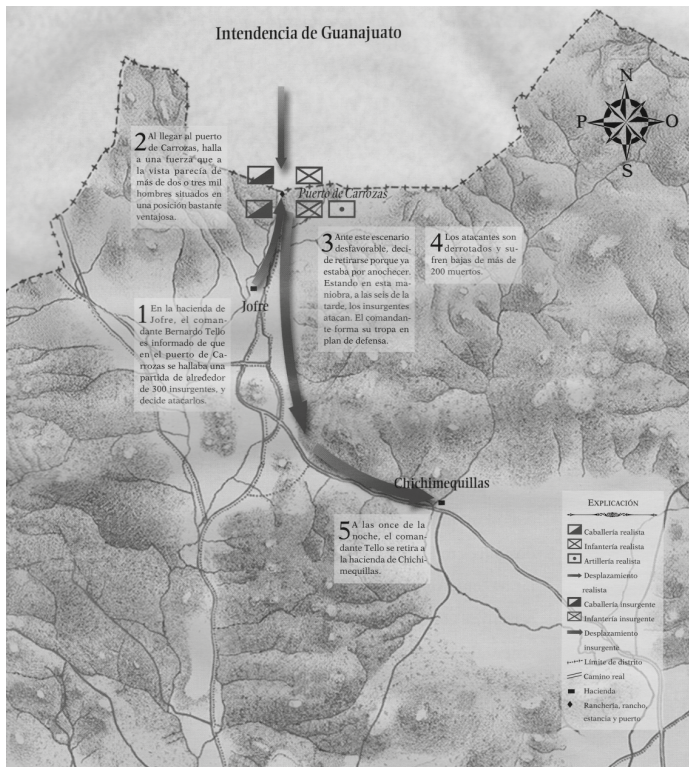 Intendencia de Guanajuato
N
P
O
S
2 Al llegar al puerto
de Carrozas, halla
a una fuerza que a
la vista parecía de
más de dos o tres mil
hombres situados en
una posición bastante
ventajosa.
Puerto de Carrozas
3 Ante este escenario
desfavorable, deci-
de retirarse porque ya
estaba por anochecer.
Estando en esta ma-
niobra, a las seis de la
tarde, los insurgentes
atacan. El comandan-
te forma su tropa en
plan de defensa.
4 Los atacantes son
derrotados y su-
fren bajas de más de
200 muertos.
Jofre
1 En la hacienda de
Jofre, el coman-
dante Bernardo Tello
es informado de que
en el puerto de Ca-
rrozas se hallaba una
partida de alrededor
de 300 insurgentes, y
decide atacarlos.
Chichimequillas
5 A las once de la
noche, el coman-
dante Tello se retira a
la hacienda de Chichi-
mequillas.
Explicación
Caballería realista
Infantería realista
Artillería realista
Desplazamiento
realista
Caballería insurgente
Infantería insurgente
Desplazamiento
insurgente
Límite de distrito
Camino real
Hacienda
Ranchería, rancho,
estancia y puerto